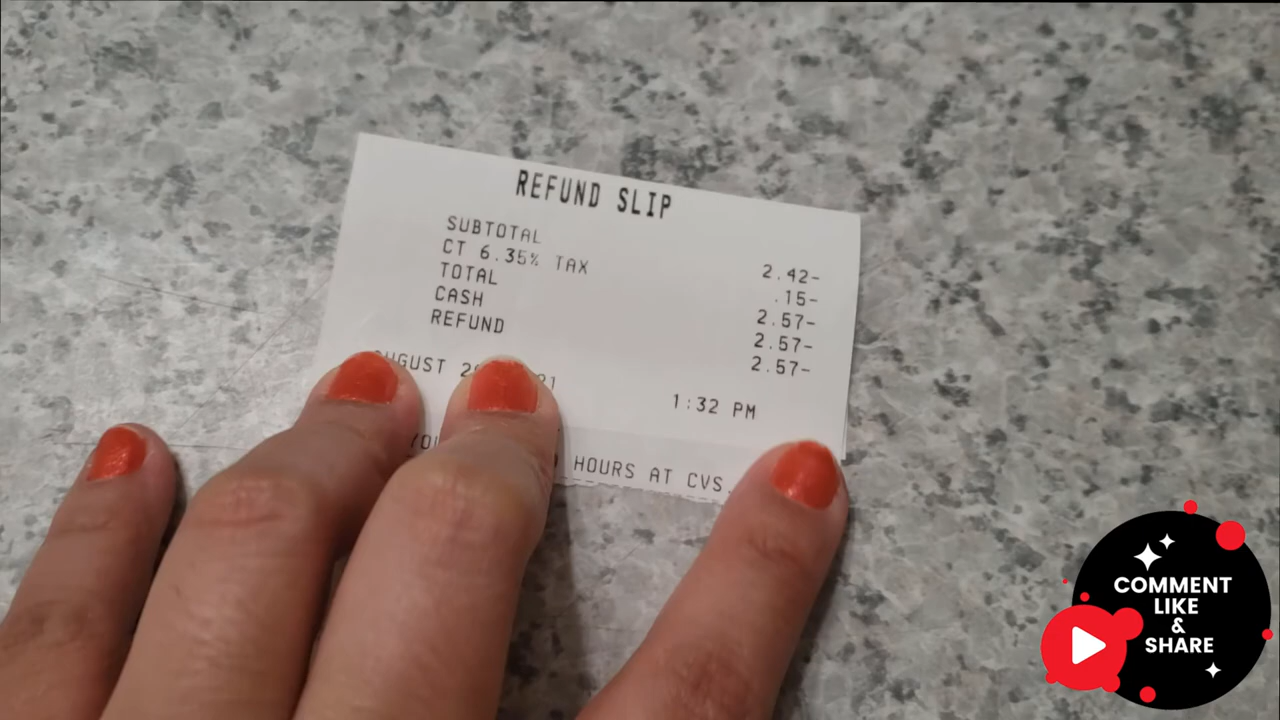 REFUND SLIP
SUBTOTAL 2.42-
CT 6.35% TAX .15-
TOTAL 2.57-
CASH 2.57-
REFUND 2.57-
AUGUST 1:32 PM
HOURS AT CVS.
COMMENT
LIKE
&
SHARE